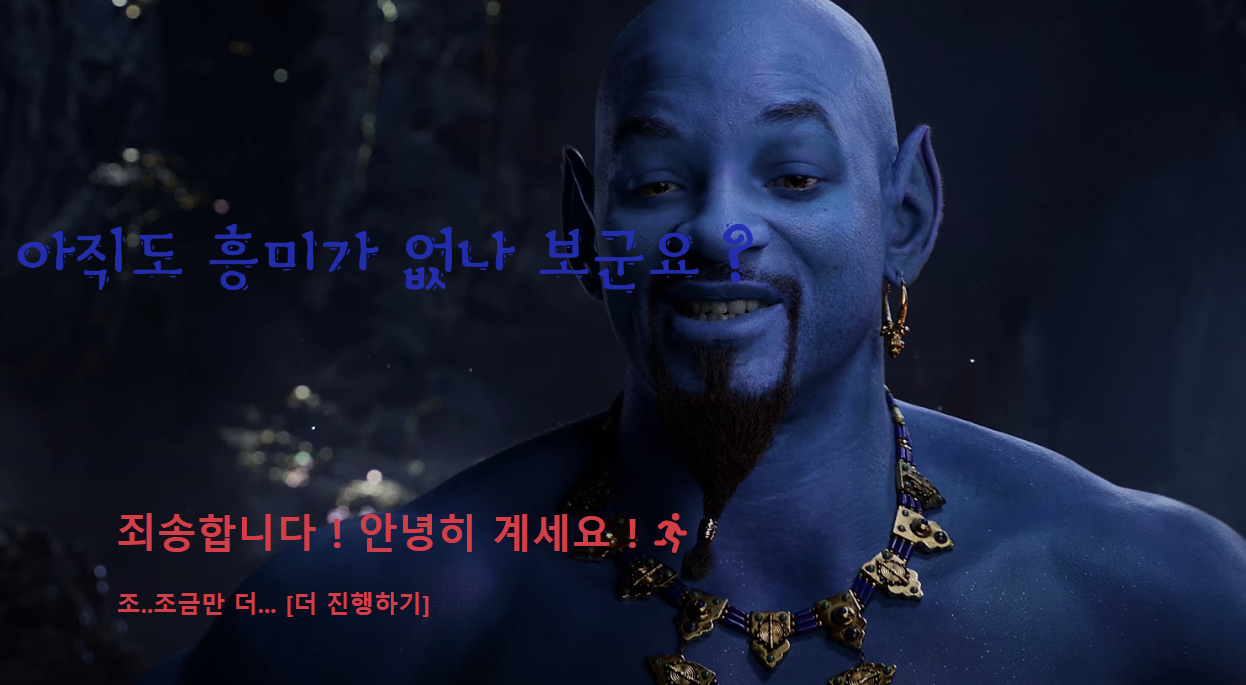 아직도 흥미가 없나 보군요 ?
죄송합니다 ! 안녕히 계세요 !
조..조금만 더... [더 진행하기]